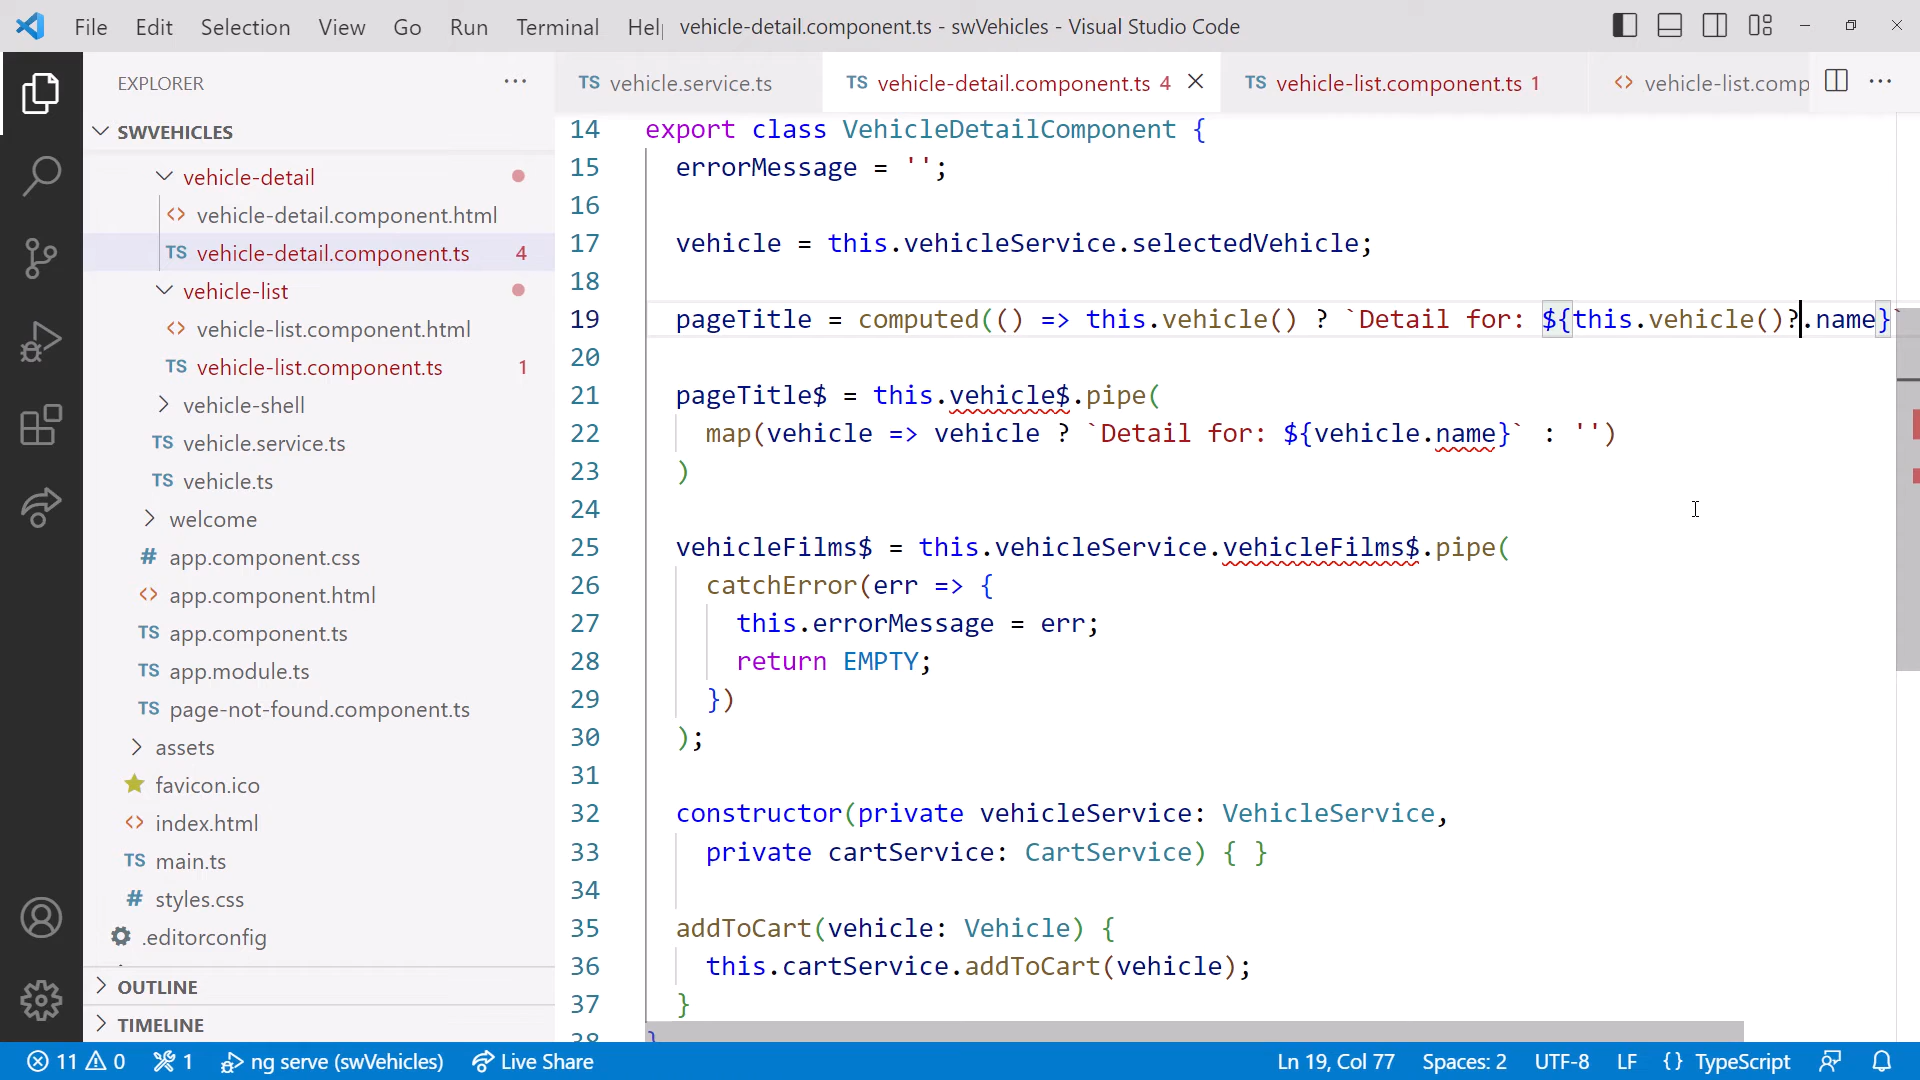 File Edit Selection View Go Run Terminal Hel
vehicle-detail.component.ts - swVehicles - Visual Studio Code
EXPLORER
TS vehicle.service.ts
TS vehicle-detail.component.ts 4
TS vehicle-list.component.ts 1
<> vehicle-list.comp
SWVEHICLES
vehicle-detail
<> vehicle-detail.component.html
TS vehicle-detail.component.ts 4
vehicle-list
<> vehicle-list.component.html
TS vehicle-list.component.ts 1
vehicle-shell
TS vehicle.service.ts
TS vehicle.ts
welcome
# app.component.css
<> app.component.html
TS app.component.ts
TS app.module.ts
TS page-not-found.component.ts
assets
favicon.ico
<> index.html
TS main.ts
# styles.css
.editorconfig
OUTLINE
TIMELINE
14 export class VehicleDetailComponent {
15 errorMessage = '';
16
17 vehicle = this.vehicleService.selectedVehicle;
18
19 pageTitle = computed(() => this.vehicle() ? `Detail for: ${this.vehicle()?.name}`
20
21 pageTitle$ = this.vehicle$.pipe(
22 map(vehicle => vehicle ? `Detail for: ${vehicle.name}` : '')
23 )
24
25 vehicleFilms$ = this.vehicleService.vehicleFilms$.pipe(
26 catchError(err => {
27 this.errorMessage = err;
28 return EMPTY;
29 })
30 );
31
32 constructor(private vehicleService: VehicleService,
33 private cartService: CartService) { }
34
35 addToCart(vehicle: Vehicle) {
36 this.cartService.addToCart(vehicle);
37 }
38 }
11 0 1 ng serve (swVehicles) Live Share
Ln 19, Col 77 Spaces: 2 UTF-8 LF {} TypeScript